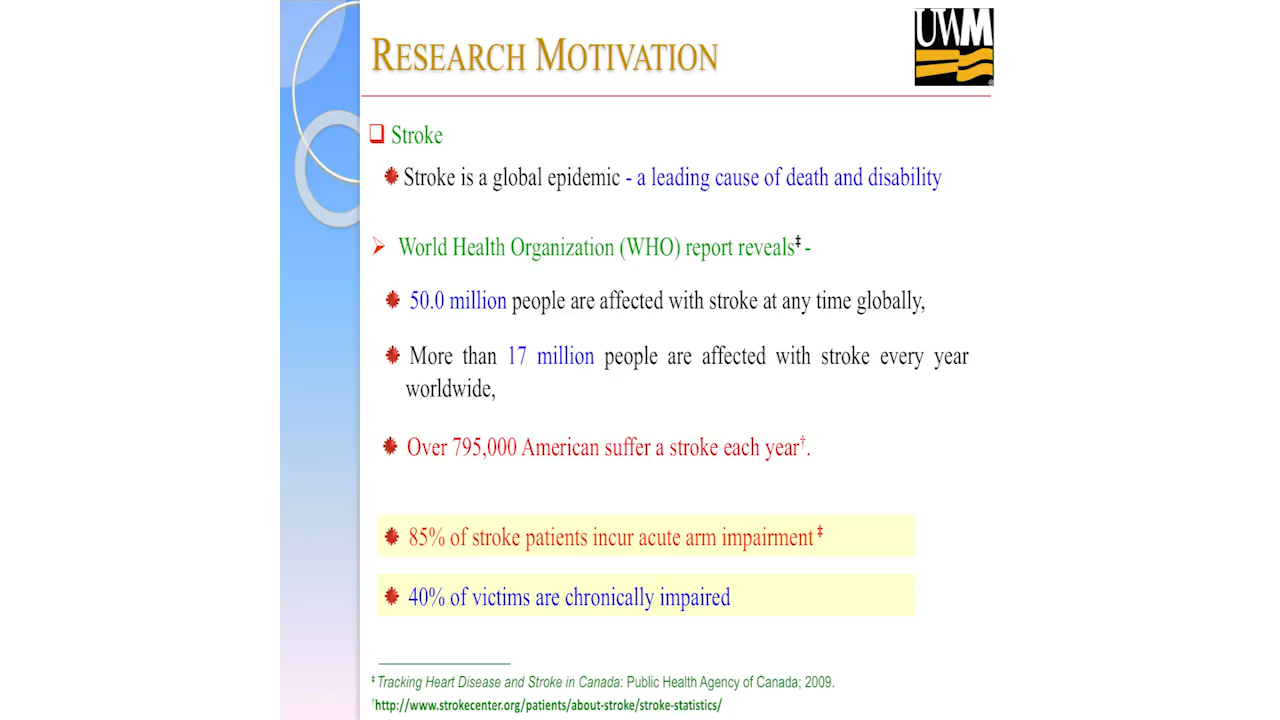 RESEARCH MOTIVATION
UWM
Stroke
Stroke is a global epidemic - a leading cause of death and disability
World Health Organization (WHO) report reveals‡ -
50.0 million people are affected with stroke at any time globally,
More than 17 million people are affected with stroke every year
worldwide,
Over 795,000 American suffer a stroke each year†.
85% of stroke patients incur acute arm impairment‡
40% of victims are chronically impaired
‡ Tracking Heart Disease and Stroke in Canada: Public Health Agency of Canada; 2009.
†http://www.strokecenter.org/patients/about-stroke/stroke-statistics/